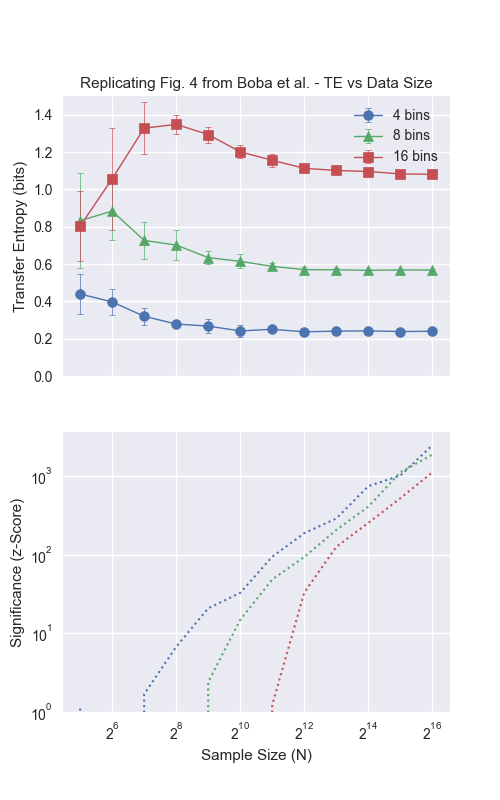 Replicating Fig. 4 from Boba et al. - TE vs Data Size
Transfer Entropy (bits)
1.4
1.2
1.0
0.8
0.6
0.4
0.2
0.0
4 bins
8 bins
16 bins
Significance (z-Score)
10³
10²
10¹
10⁰
2⁶ 2⁸ 2¹⁰ 2¹² 2¹⁴ 2¹⁶
Sample Size (N)